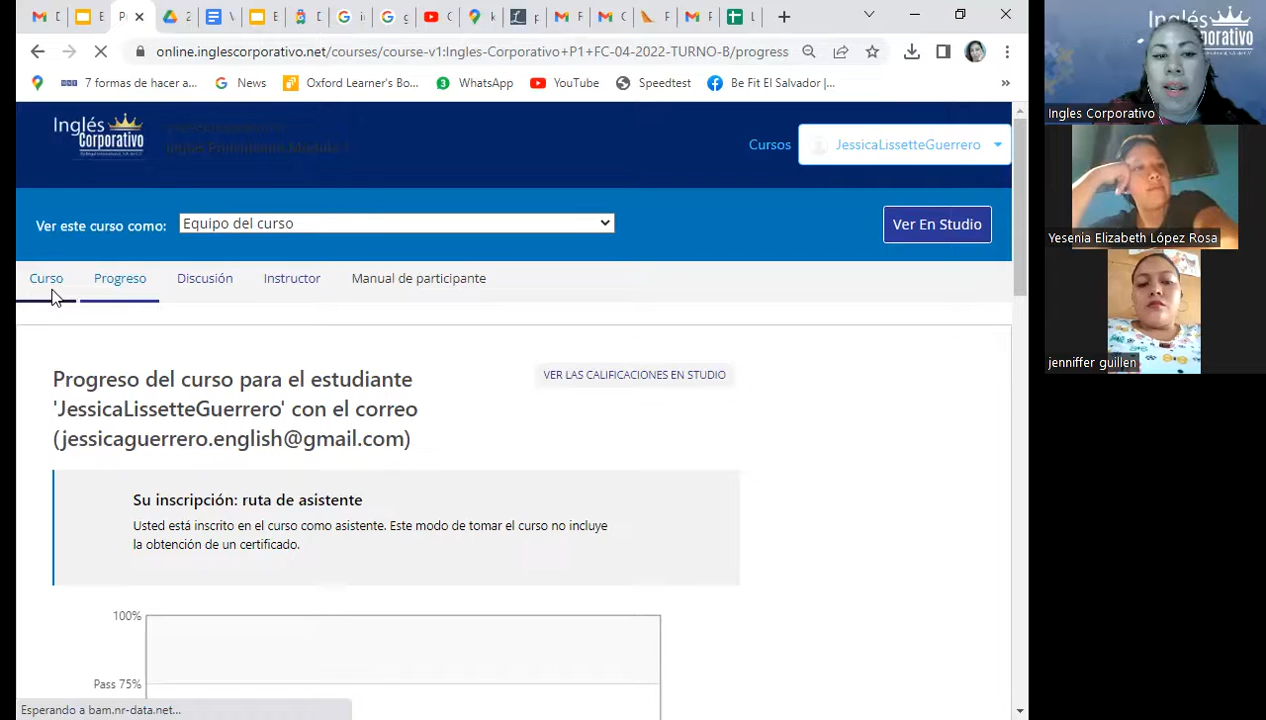 online.inglescorporativo.net/courses/course-v1:Ingles-Corporativo+P1+FC-04-2022-TURNO-B/progress
7 formas de hacer a...
News
Oxford Learner's Bo...
3
WhatsApp
YouTube
Speedtest
Be Fit El Salvador |...
»
Inglés
Corporativo
Cursos
JessicaLissetteGuerrero
Ver este curso como:
Equipo del curso
Ver En Studio
Curso
Progreso
Discusión
Instructor
Manual de participante
Progreso del curso para el estudiante
'JessicaLissetteGuerrero' con el correo
(jessicaguerrero.english@gmail.com)
VER LAS CALIFICACIONES EN STUDIO
Su inscripción: ruta de asistente
Usted está inscrito en el curso como asistente. Este modo de tomar el curso no incluye
la obtención de un certificado.
100%
Pass 75%
Esperando a bam.nr-data.net...
Inglés
Corporativo
Ingles Corporativo
Yesenia Elizabeth López Rosa
jenniffer guillen